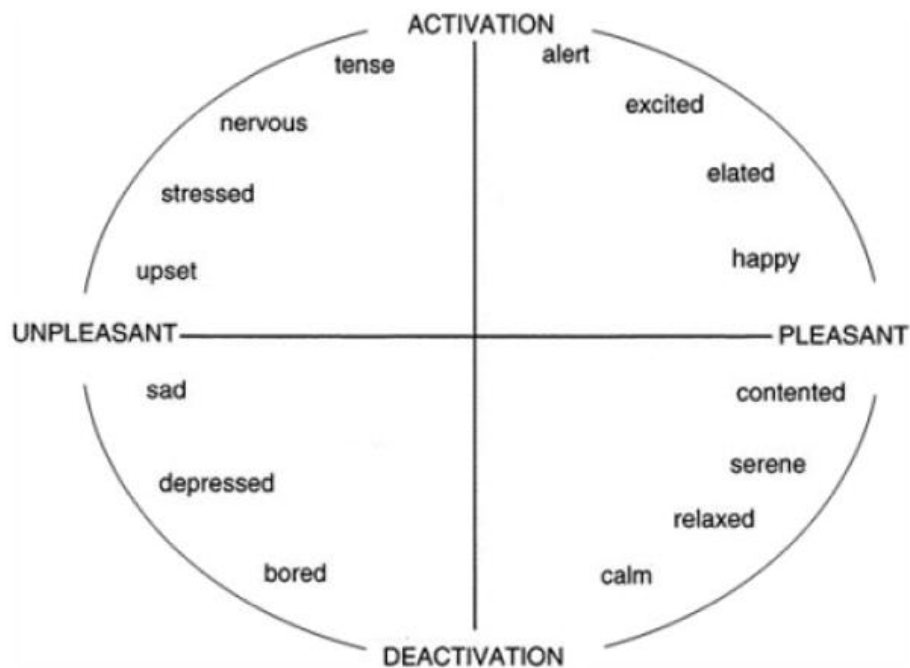 ACTIVATION
tense
alert
excited
nervous
elated
stressed
happy
upset
UNPLEASANT
PLEASANT
sad
contented
serene
depressed
relaxed
bored
calm
DEACTIVATION